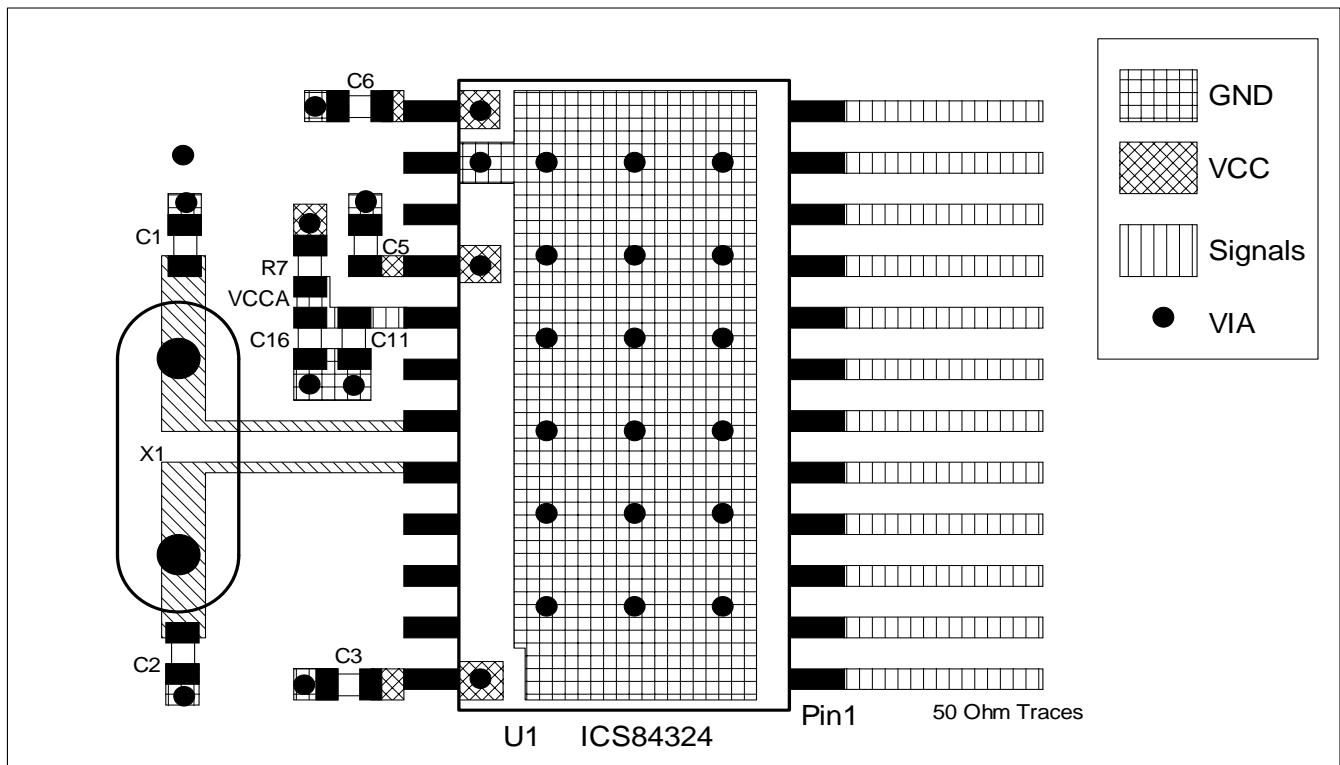 C6
GND
VCC
C1
C5
Signals
R7
VCCA
C16
C11
VIA
X1
C2
C3
Pin1
50 Ohm Traces
U1
ICS84324